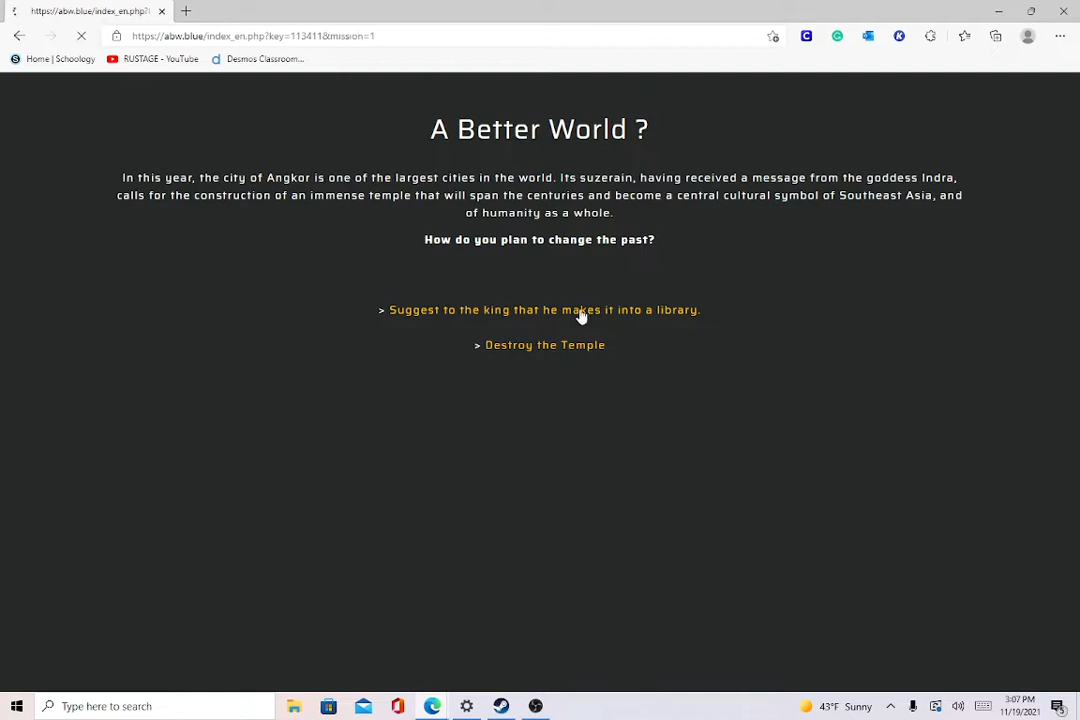 https://abw.blue/index_en.php?
https://abw.blue/index_en.php?key=113411&mission=1
Home | Schoology
RUSTAGE - YouTube
Desmos Classroom...
A Better World ?
In this year, the city of Angkor is one of the largest cities in the world. Its suzerain, having received a message from the goddess Indra,
calls for the construction of an immense temple that will span the centuries and become a central cultural symbol of Southeast Asia, and
of humanity as a whole.
How do you plan to change the past?
> Suggest to the king that he makes it into a library.
> Destroy the Temple
Type here to search
43°F Sunny
3:07 PM
11/19/2021